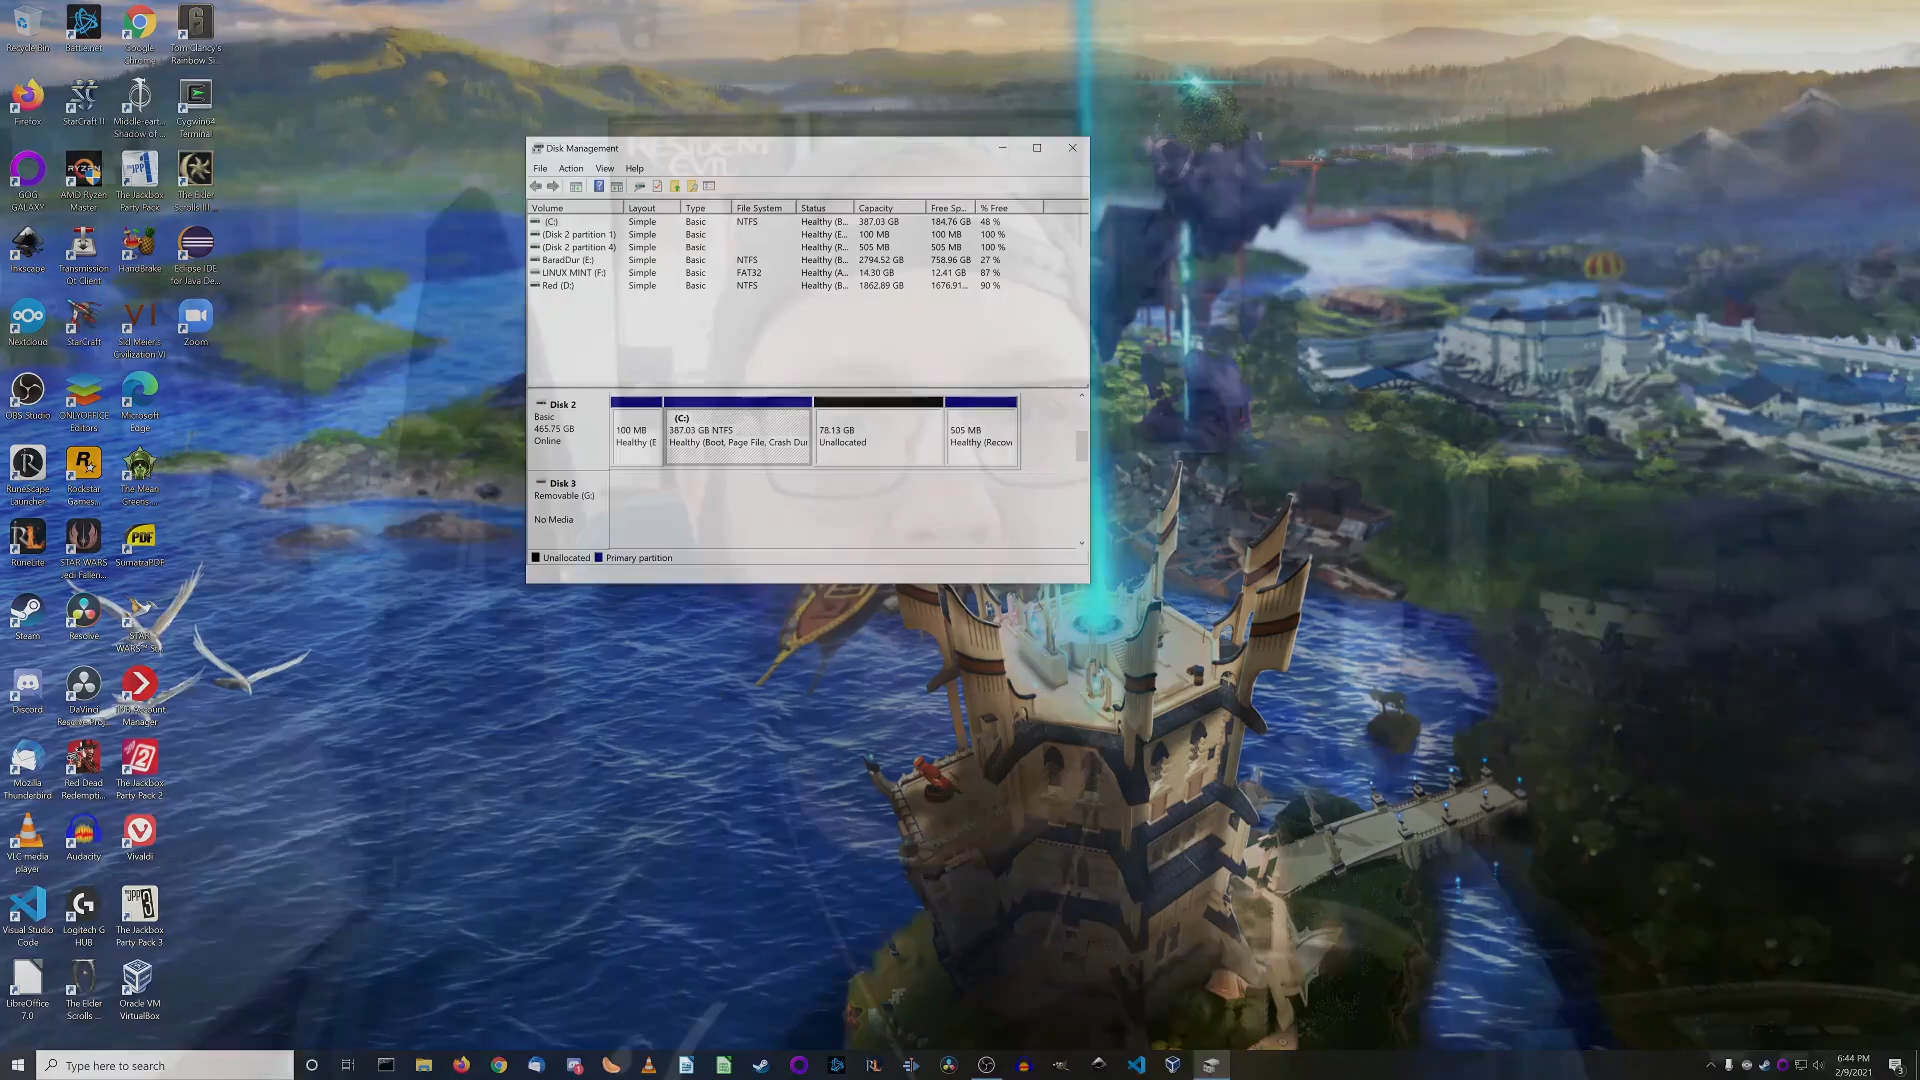 Recycle Bin
Battle.net
Google Chrome
Tom Clancy's Rainbow Si...
Firefox
StarCraft II
Middle-earth Shadow of...
Cygwin64 Terminal
GOG GALAXY
AMD Ryzen Master
The Jackbox Party Pack
The Elder Scrolls III...
Inkscape
Transmission Qt Client
HandBrake
Eclipse IDE for Java De...
Nextcloud
StarCraft
Sid Meier's Civilization VI
Zoom
OBS Studio
ONLYOFFICE Editors
Microsoft Edge
RuneScape Launcher
Rockstar Games...
The Mean Greens...
RuneLite
STAR WARS Jedi Fallen...
SumatraPDF
Steam
Resolve
STAR WARS™ St...
Discord
DaVinci Resolve Proj...
Account Manager
Mozilla Thunderbird
Red Dead Redempti...
The Jackbox Party Pack 2
VLC media player
Audacity
Vivaldi
Visual Studio Code
Logitech G HUB
The Jackbox Party Pack 3
LibreOffice 7.0
The Elder Scrolls ...
Oracle VM VirtualBox
Disk Management
File Action View Help
RESIDENT EVIL
Volume Layout Type File System Status Capacity Free Sp... % Free
(C:) Simple Basic NTFS Healthy (B... 387.03 GB 184.76 GB 48 %
(Disk 2 partition 1) Simple Basic Healthy (E... 100 MB 100 MB 100 %
(Disk 2 partition 4) Simple Basic Healthy (R... 505 MB 505 MB 100 %
BaradDur (E:) Simple Basic NTFS Healthy (B... 2794.52 GB 758.96 GB 27 %
LINUX MINT (F:) Simple Basic FAT32 Healthy (A... 14.30 GB 12.41 GB 87 %
Red (D:) Simple Basic NTFS Healthy (B... 1862.89 GB 1676.91... 90 %
Disk 2
Basic
465.75 GB
Online
100 MB
Healthy (E
(C:)
387.03 GB NTFS
Healthy (Boot, Page File, Crash Dur
78.13 GB
Unallocated
505 MB
Healthy (Recov
Disk 3
Removable (G:)
No Media
Unallocated Primary partition
Type here to search
6:44 PM
2/9/2021